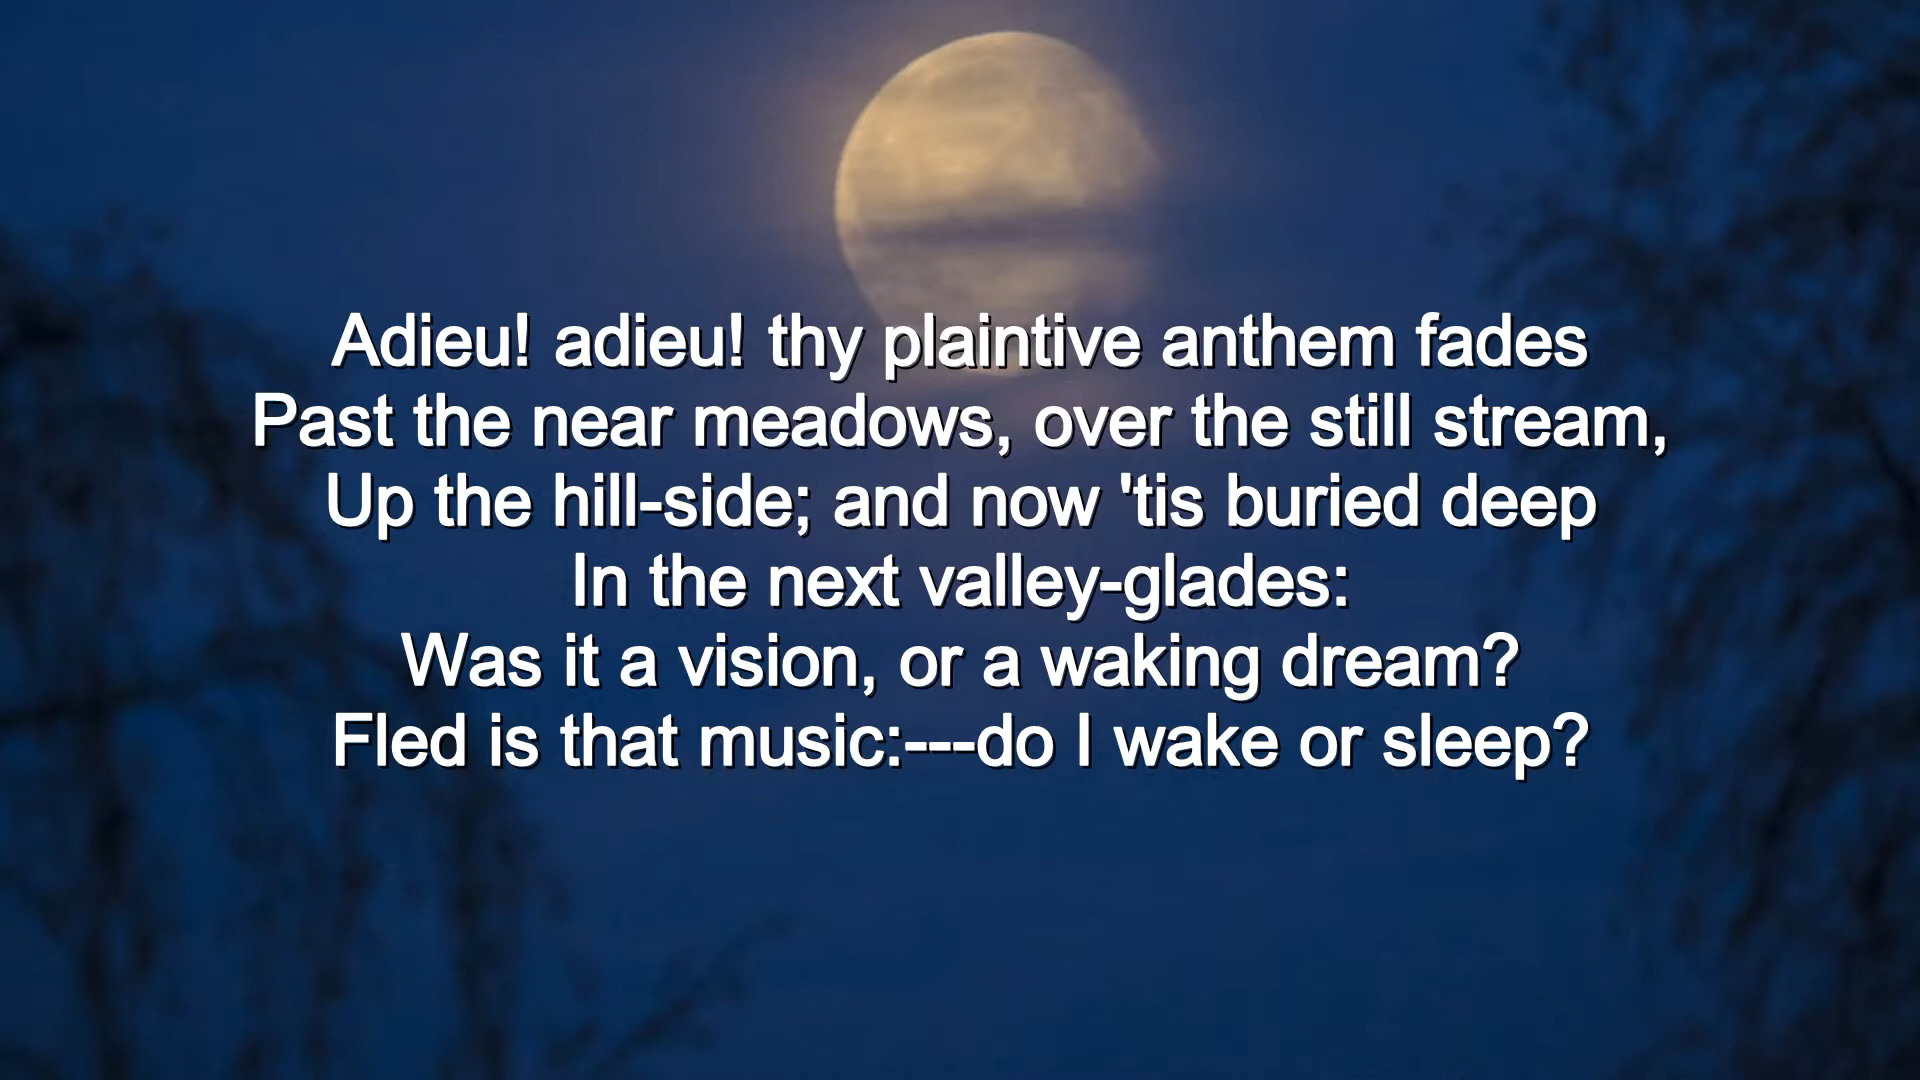 Adieu! adieu! thy plaintive anthem fades
Past the near meadows, over the still stream,
Up the hill-side; and now 'tis buried deep
In the next valley-glades:
Was it a vision, or a waking dream?
Fled is that music:---do I wake or sleep?